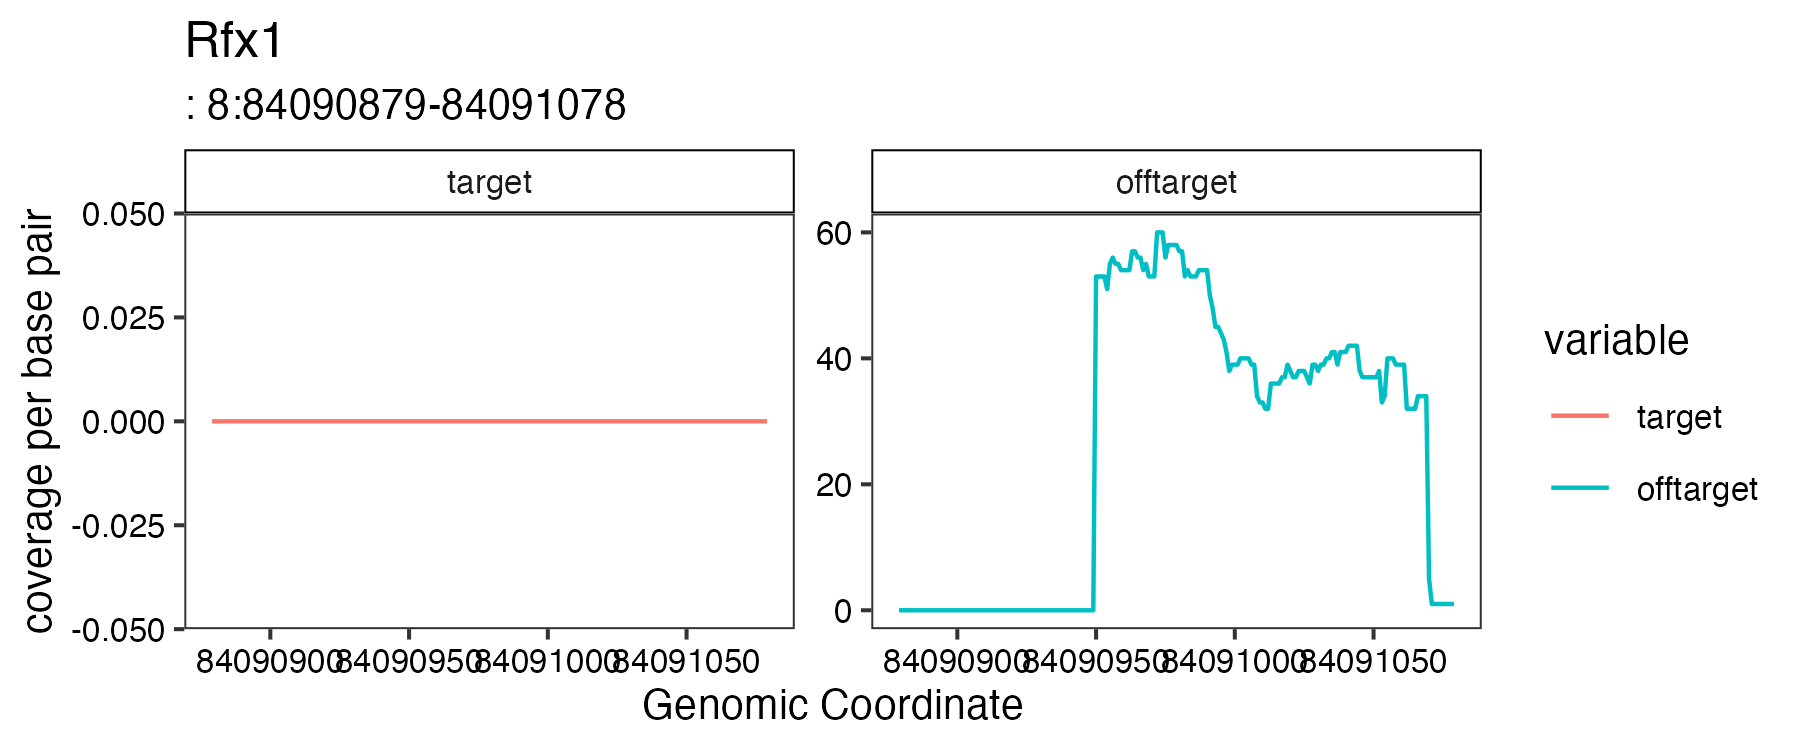 Rfx1
: 8:84090879-84091078
target
offtarget
coverage per base pair
0.050
0.025
0.000
-0.025
-0.050
60
40
20
0
84090900 84090950 84091000 84091050
84090900 84090950 84091000 84091050
Genomic Coordinate
variable
target
offtarget